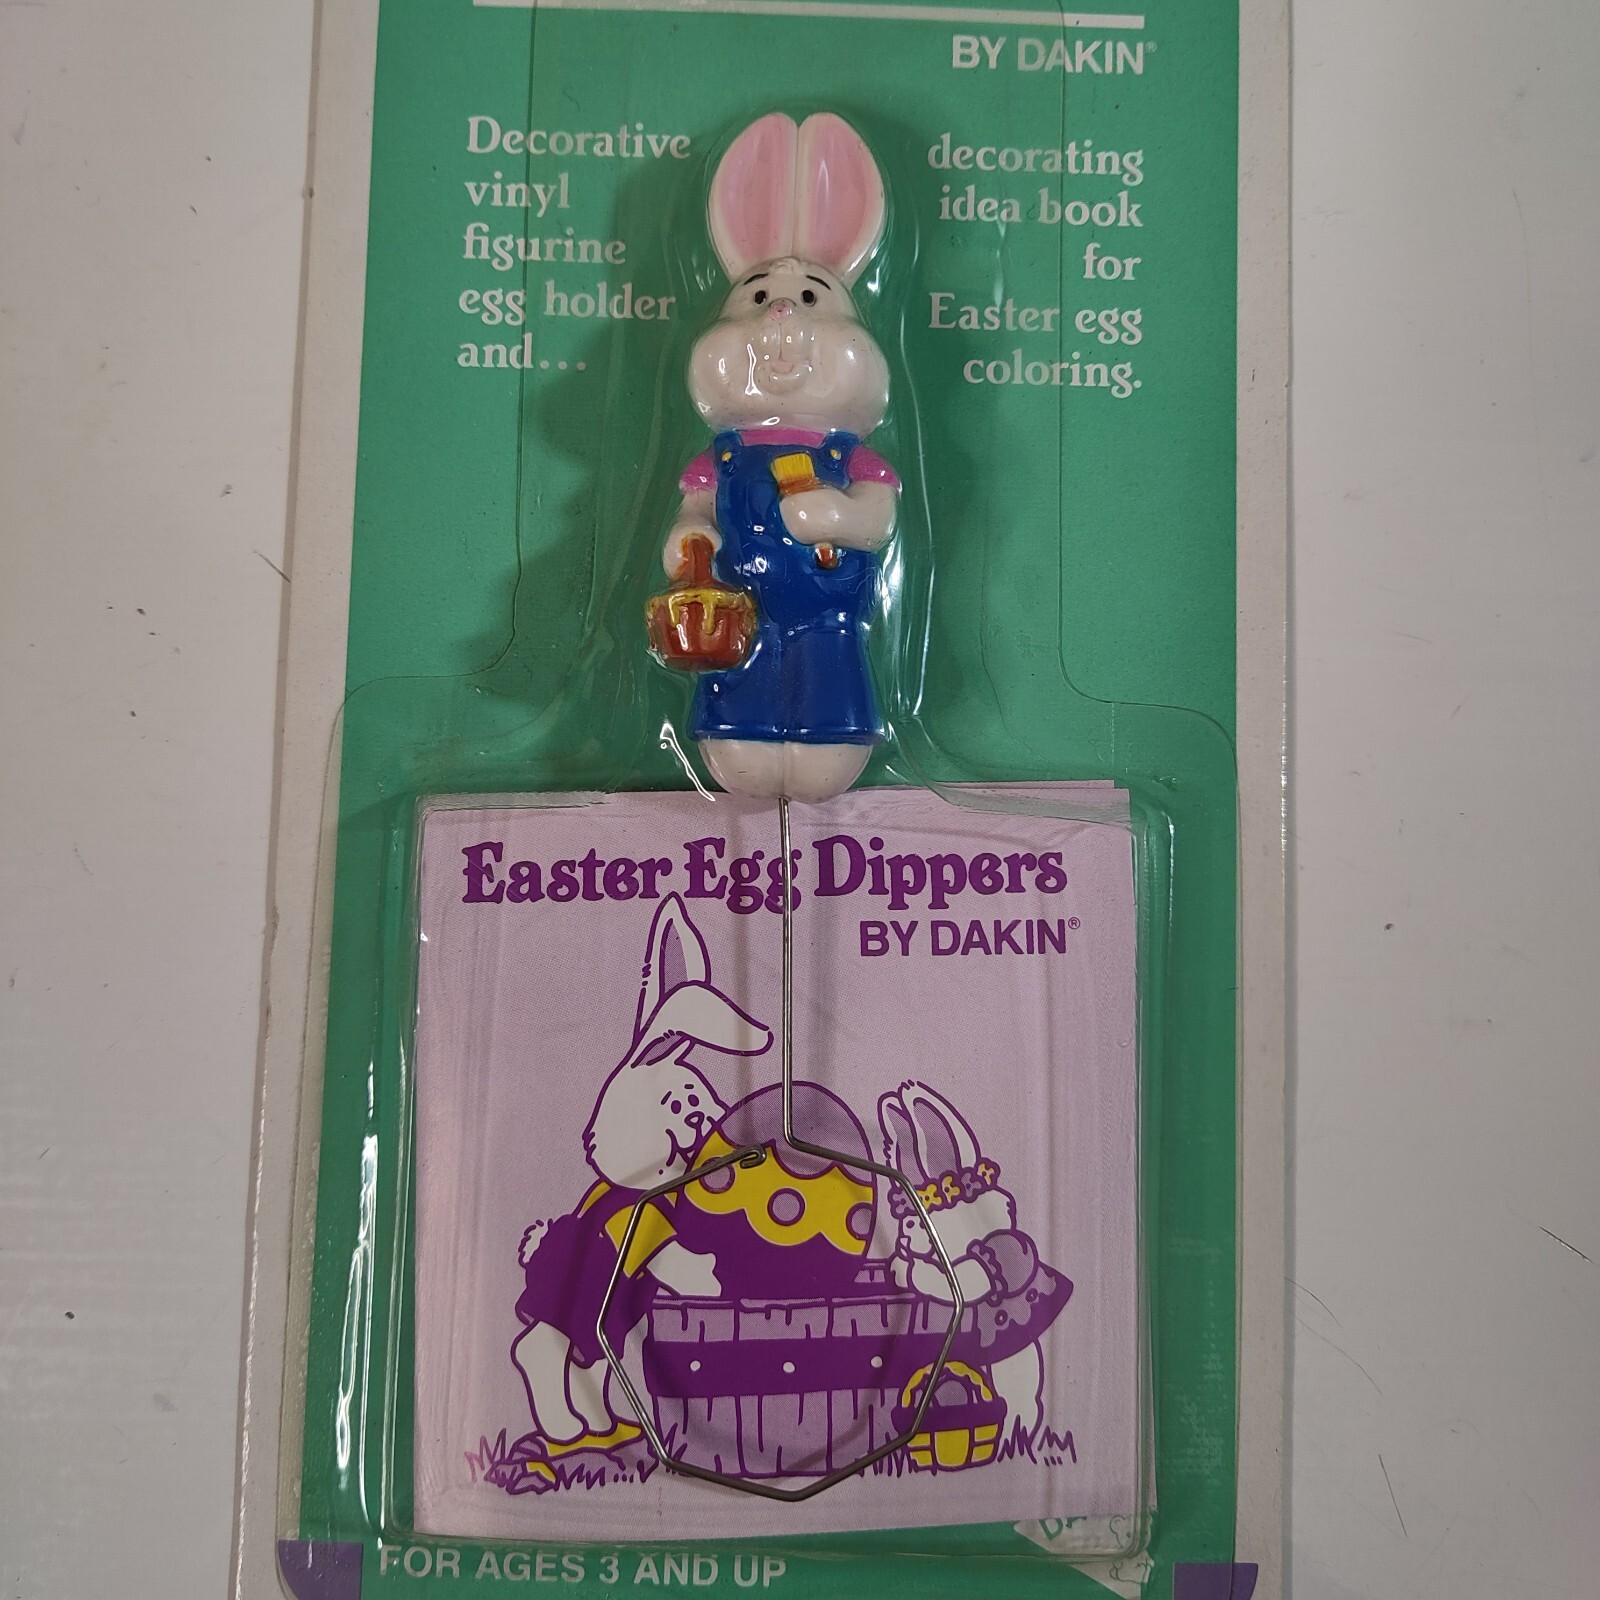 BY DAKIN®
Decorative
vinyl
figurine
egg holder
and...
decorating
idea book
for
Easter egg
coloring.
Easter Egg Dippers
BY DAKIN®
FOR AGES 3 AND UP